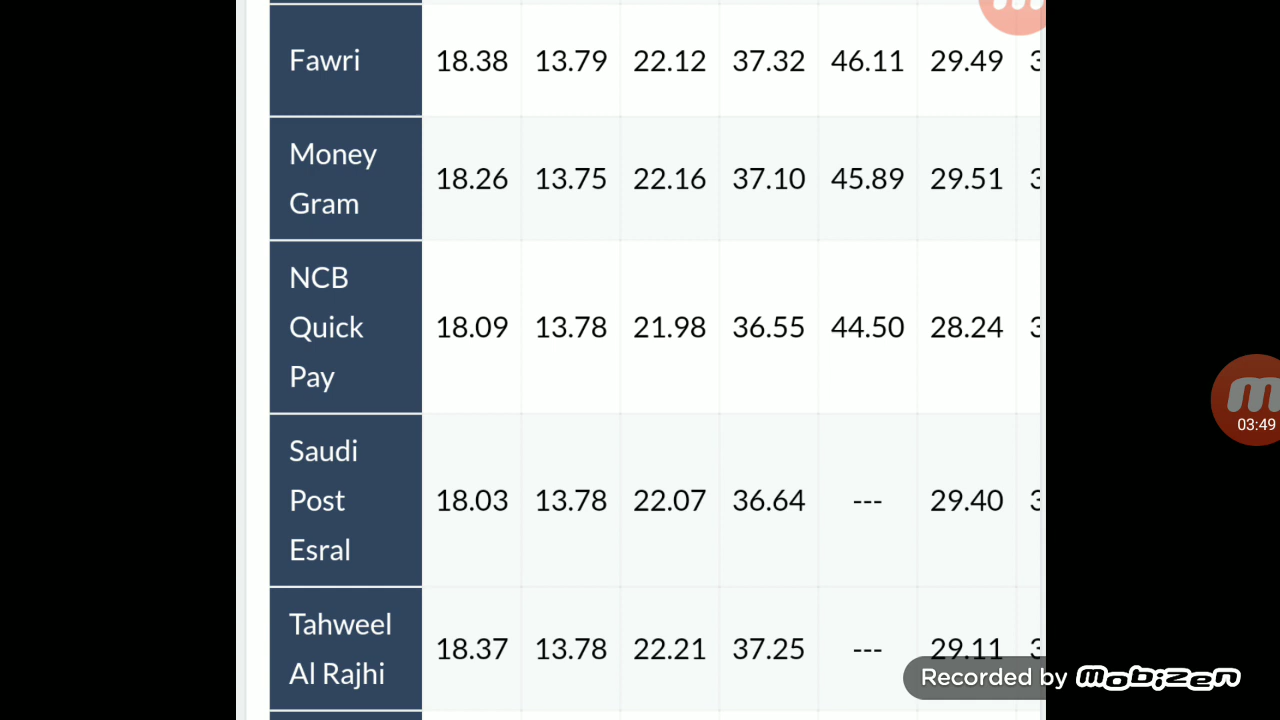 Fawri 18.38 13.79 22.12 37.32 46.11 29.49
Money
Gram 18.26 13.75 22.16 37.10 45.89 29.51
NCB
Quick 18.09 13.78 21.98 36.55 44.50 28.24
Pay
Saudi
Post 18.03 13.78 22.07 36.64 --- 29.40
Esral
Tahweel
Al Rajhi 18.37 13.78 22.21 37.25 --- 29.11
03:49
Recorded by mobizen